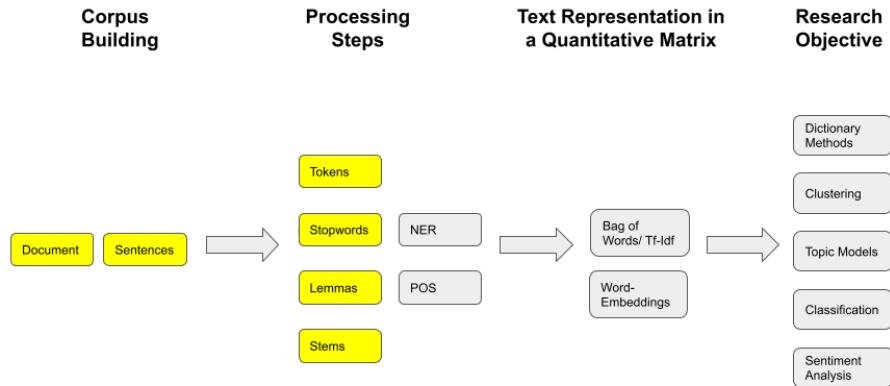 Corpus
Building
Processing
Steps
Text Representation in
a Quantitative Matrix
Research
Objective
Document
Sentences
Tokens
Stopwords
Lemmas
Stems
NER
POS
Bag of
Words/ Tf-Idf
Word-
Embeddings
Dictionary
Methods
Clustering
Topic Models
Classification
Sentiment
Analysis